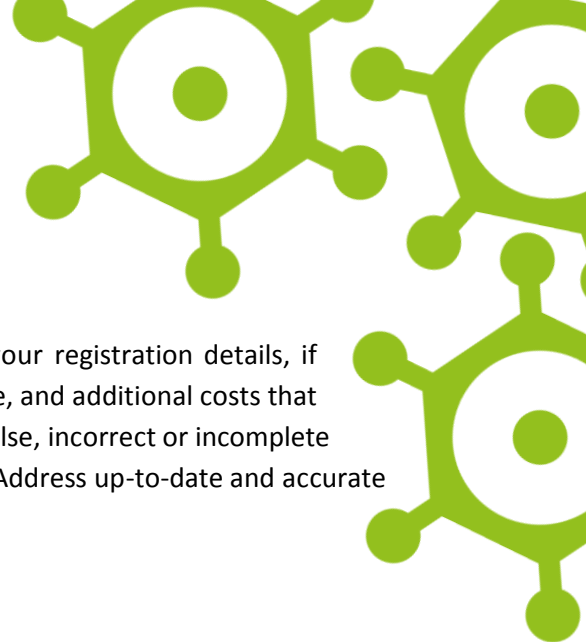 our registration details, if
, and additional costs that
lse, incorrect or incomplete
Address up-to-date and accurate